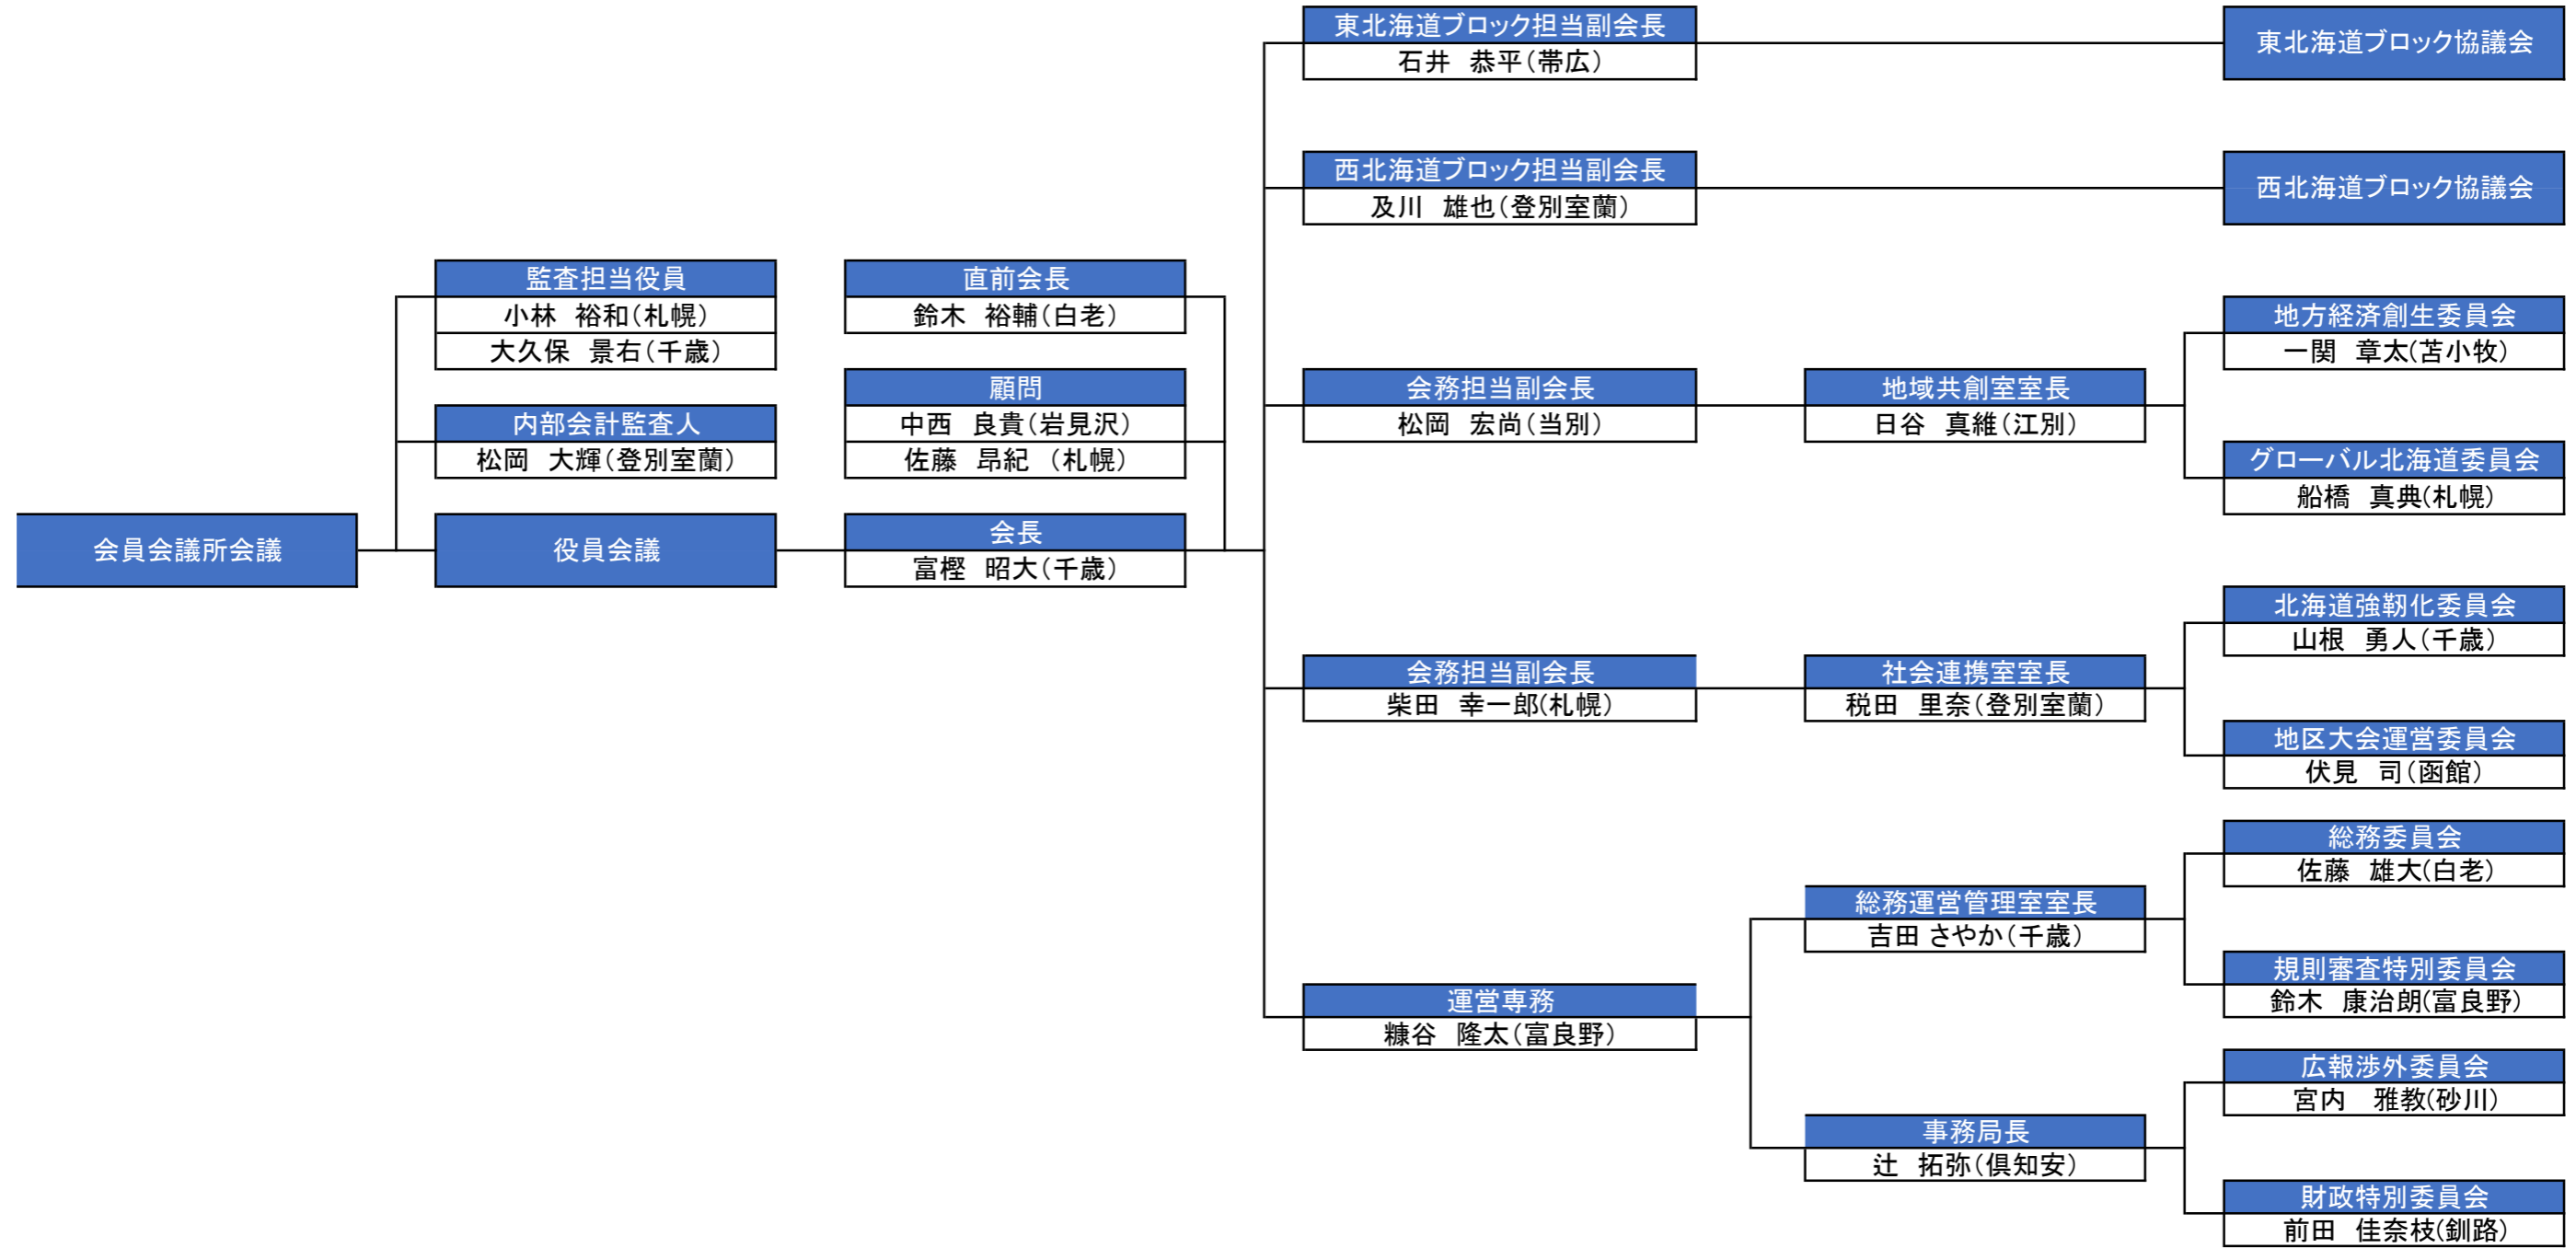 会員会議所会議
監査担当役員
小林　裕和（札幌）
大久保　景右（千歳）
内部会計監査人
松岡　大輝（登別室蘭）
役員会議
直前会長
鈴木　裕輔（白老）
顧問
中西　良貴（岩見沢）
佐藤　昂紀　（札幌）
会長
富樫　昭大（千歳）
東北海道ブロック担当副会長
石井　恭平（帯広）
東北海道ブロック協議会
西北海道ブロック担当副会長
及川　雄也（登別室蘭）
西北海道ブロック協議会
会務担当副会長
松岡　宏尚（当別）
地域共創室室長
日谷　真維（江別）
地方経済創生委員会
一関　章太(苫小牧)
グローバル北海道委員会
船橋　真典(札幌)
会務担当副会長
柴田　幸一郎(札幌)
社会連携室室長
税田　里奈（登別室蘭）
北海道強靭化委員会
山根　勇人（千歳）
地区大会運営委員会
伏見　司（函館）
運営専務
糠谷　隆太（富良野）
総務運営管理室室長
吉田 さやか（千歳）
総務委員会
佐藤　雄大(白老)
規則審査特別委員会
鈴木　康治朗(富良野)
事務局長
辻　拓弥（倶知安）
広報渉外委員会
宮内　雅教(砂川)
財政特別委員会
前田　佳奈枝(釧路)